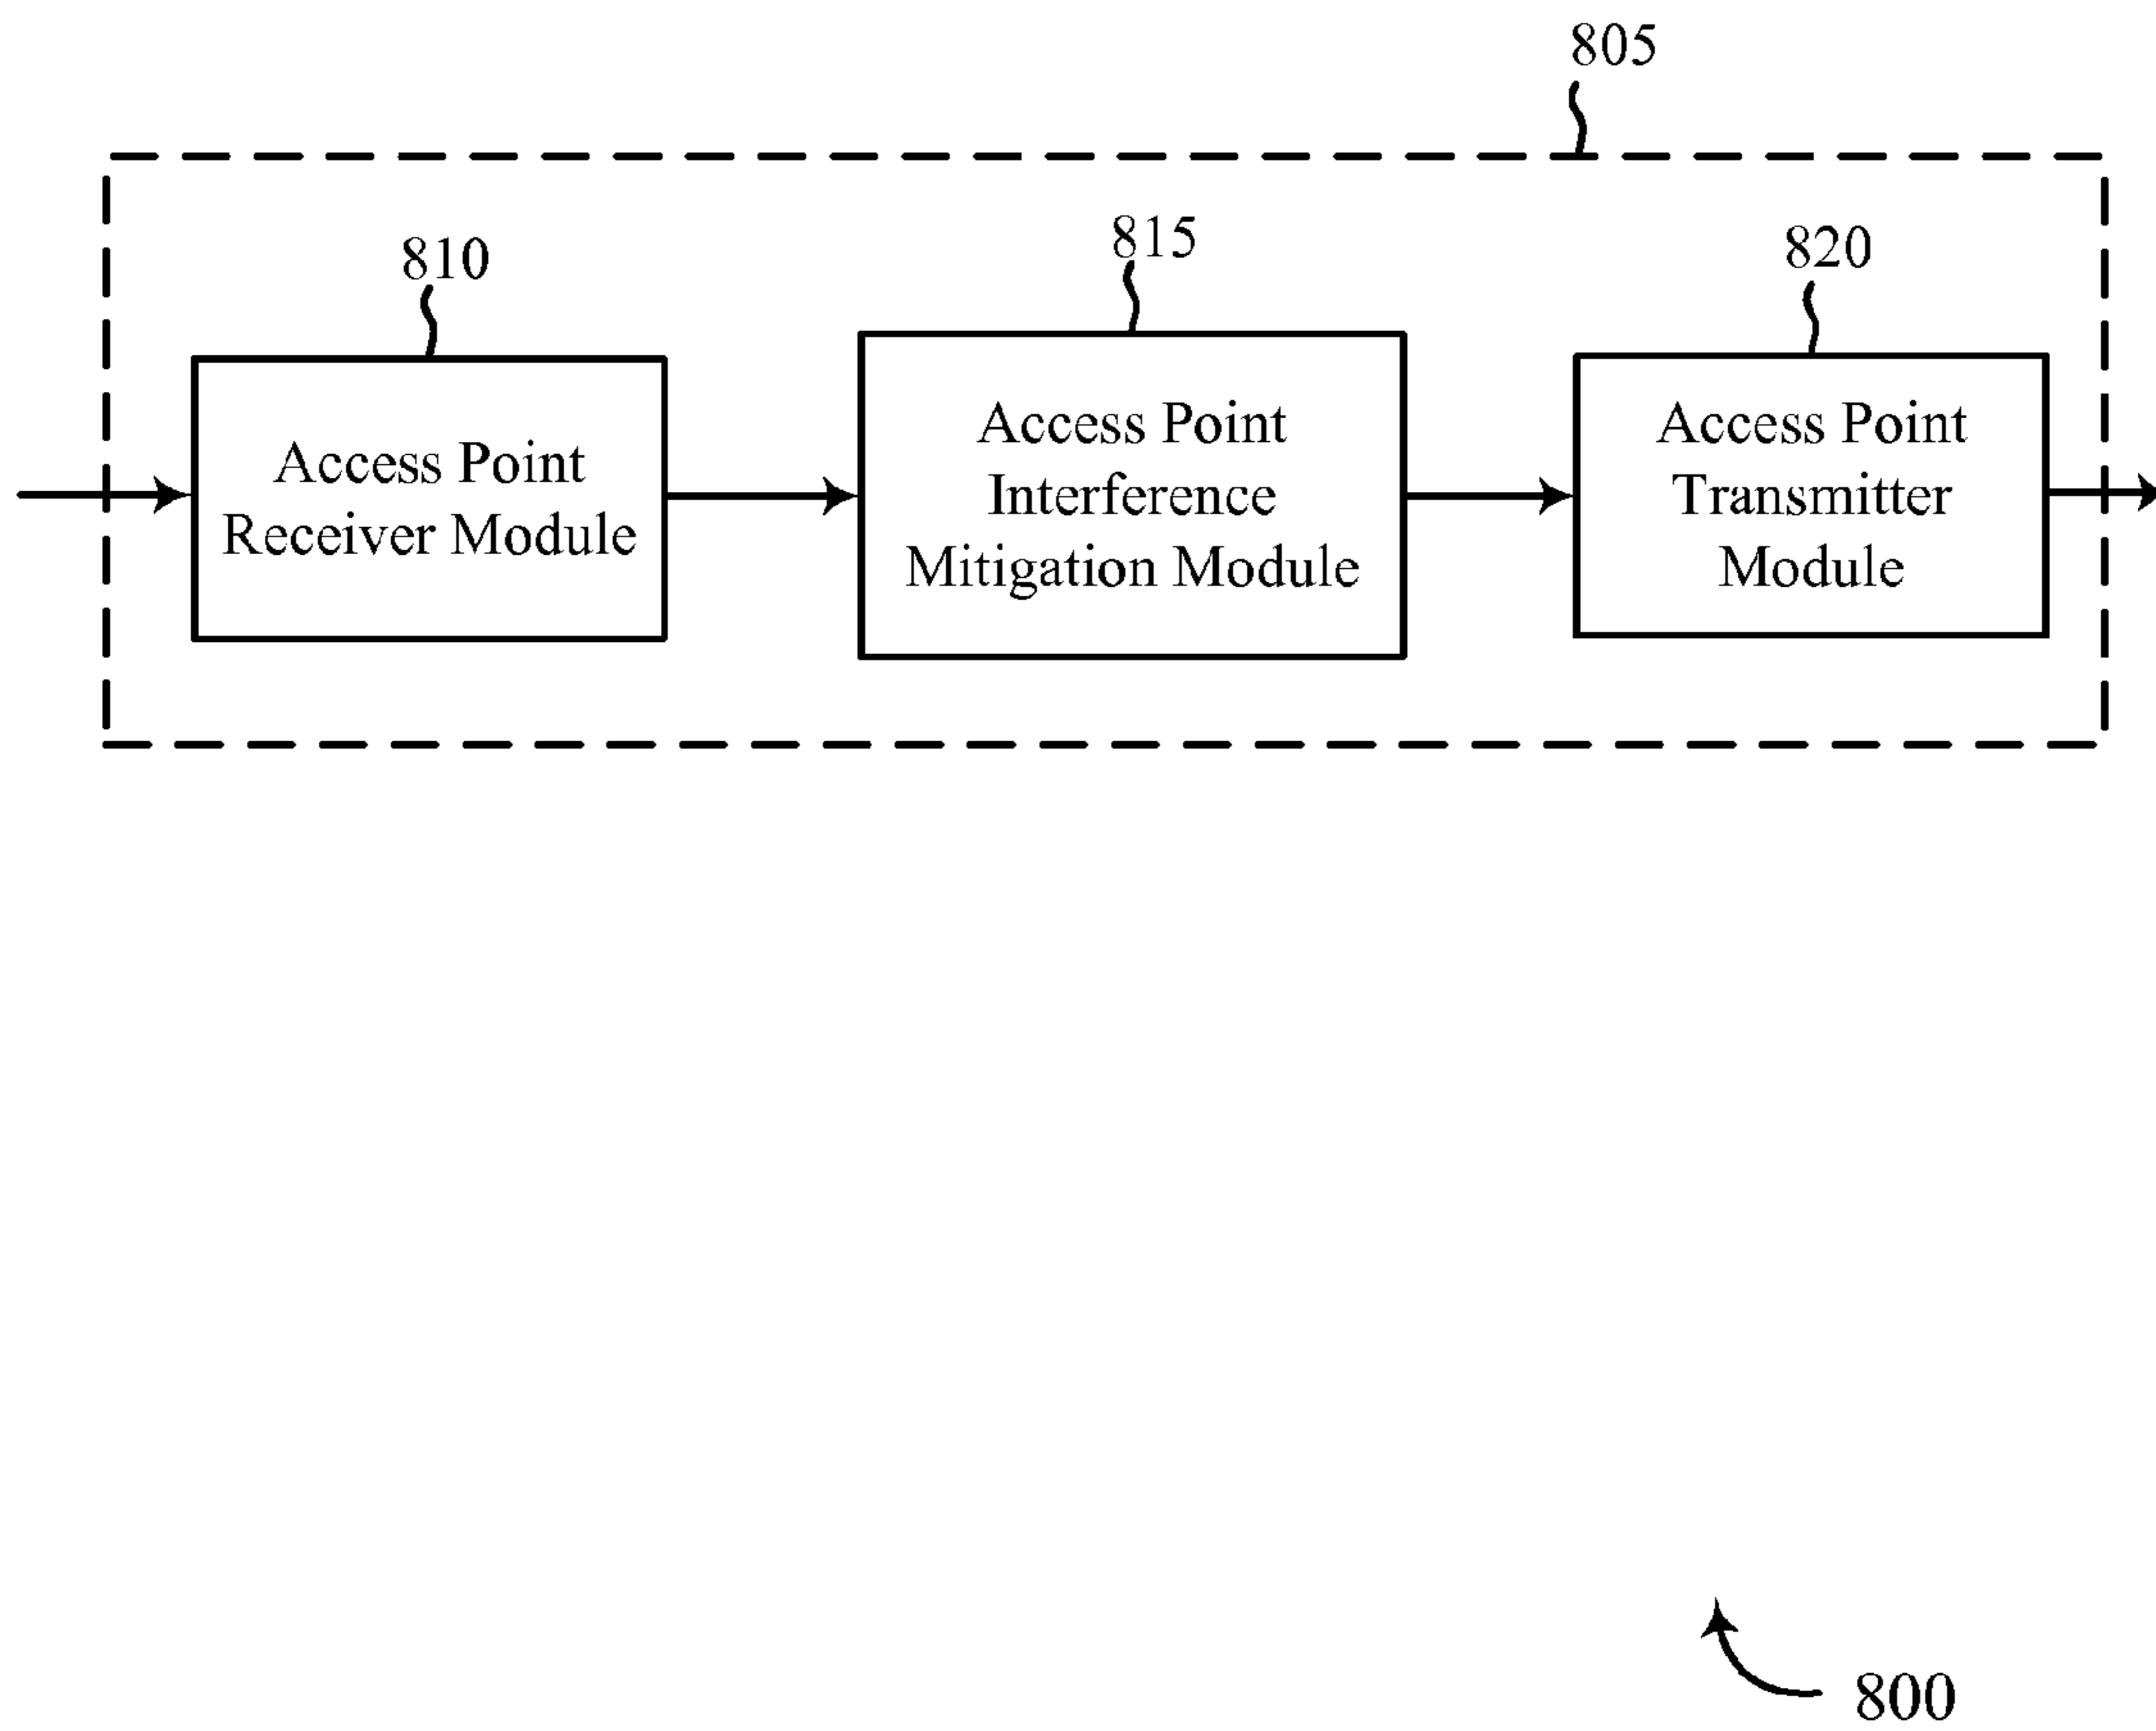 805
810
815
820
Access Point
Receiver Module
Access Point
Interference
Mitigation Module
Access Point
Transmitter
Module
800